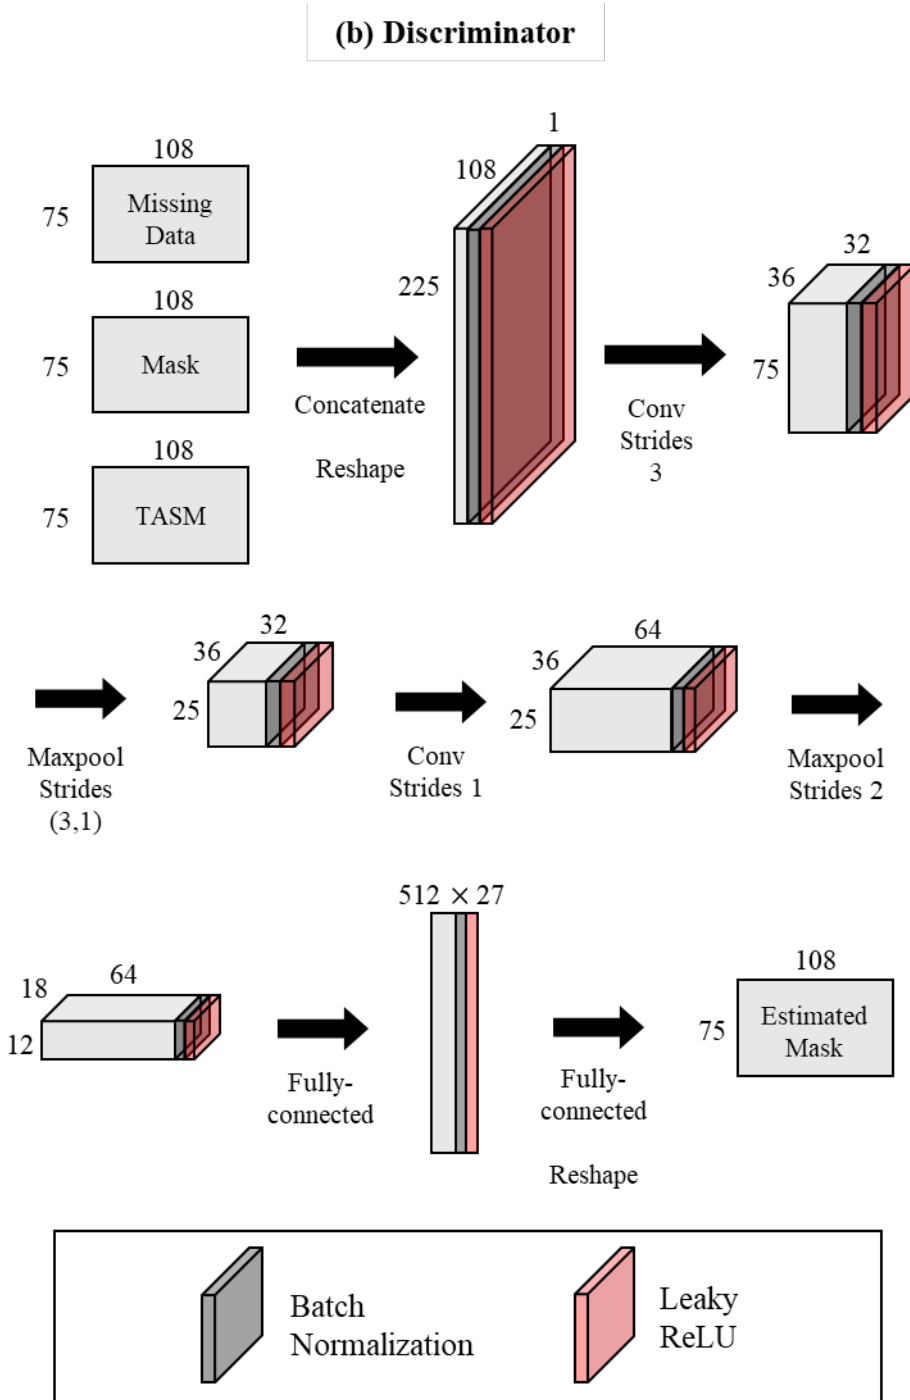 (b) Discriminator
108
75
Missing
Data
108
75
Mask
108
75
TASM
Concatenate
Reshape
1
108
225
Conv
Strides
3
32
36
75
Maxpool
Strides
(3,1)
32
36
25
Conv
Strides 1
64
36
25
Maxpool
Strides 2
64
18
12
Fully-
connected
512 × 27
Fully-
connected
Reshape
108
75
Estimated
Mask
Batch
Normalization
Leaky
ReLU